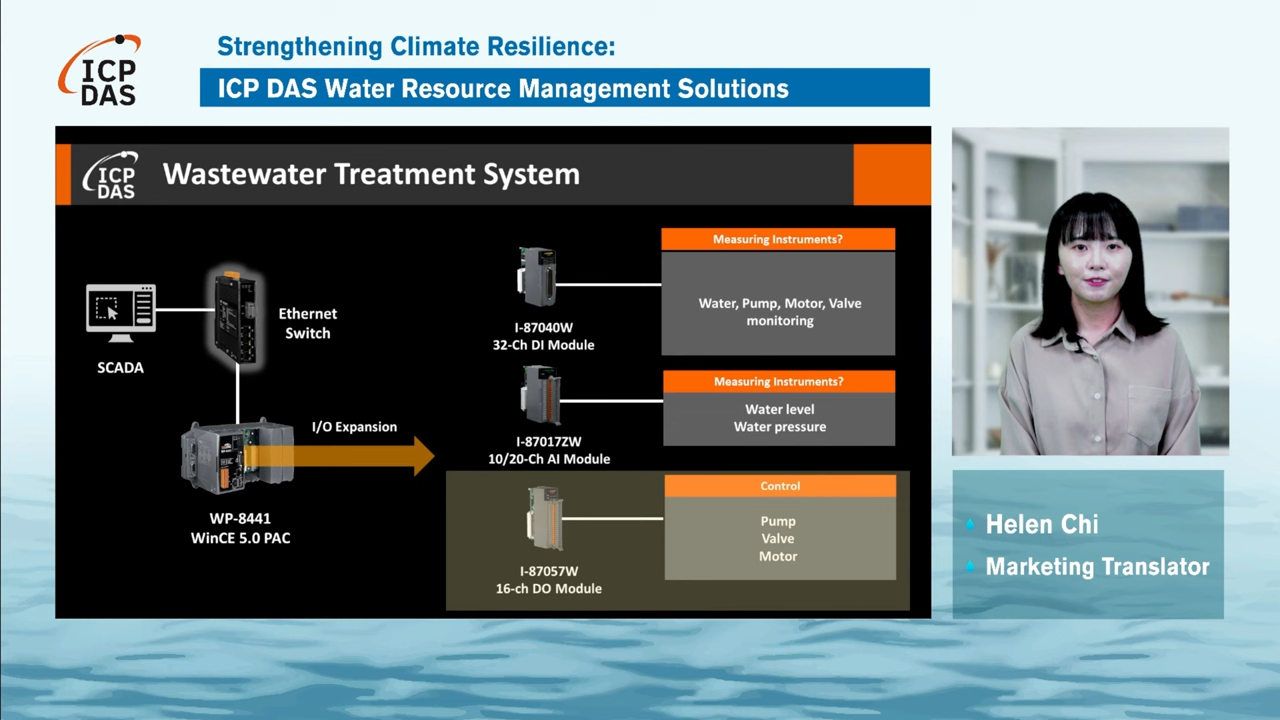 ICP
DAS
Strengthening Climate Resilience:
ICP DAS Water Resource Management Solutions
ICP
DAS
Wastewater Treatment System
SCADA
Ethernet
Switch
WP-8441
WinCE 5.0 PAC
I/O Expansion
I-87040W
32-Ch DI Module
Measuring Instruments?
Water, Pump, Motor, Valve
monitoring
I-87017ZW
10/20-Ch AI Module
Measuring Instruments?
Water level
Water pressure
I-87057W
16-ch DO Module
Control
Pump
Valve
Motor
Helen Chi
Marketing Translator